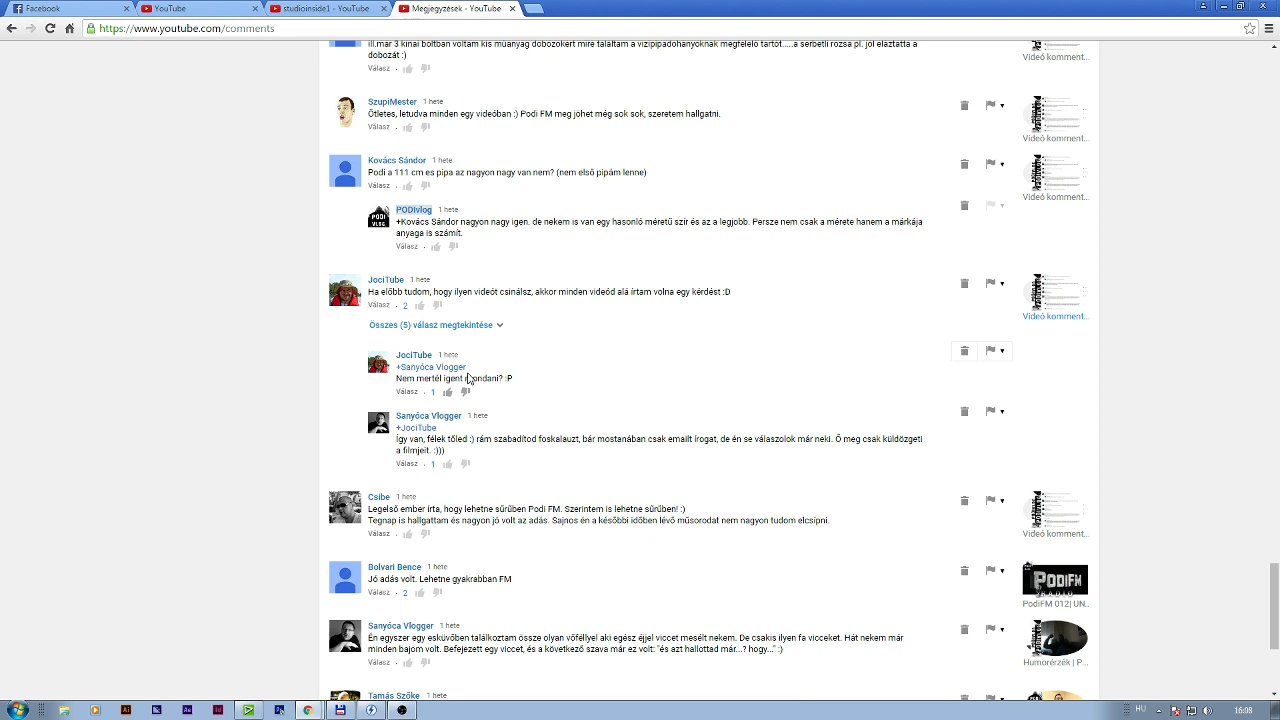 Facebook
YouTube
studioinside1 - YouTube
Megjegyzések - YouTube
https://www.youtube.com/comments
ill.már 3 kinai boltban voltam kis müanyag dobozokért mire találtam a vizipipadohányoknak megfelelő tartót.... a serbetli rózsa pl. jól elaztatta a
dobozát :)
Válasz
Videó komment...
SzupiMester 1 hete
Ötletes, letudva minden egy videóban :) Podi FM meg jöhet még sok sok, szeretem hallgatni.
Válasz
Videó komment...
Kovács Sándor 1 hete
Podi a 111 cm es pipa az nagyon nagy szerintem? (nem első pipám lenne)
Válasz
Videó komment...
PODIvlog 1 hete
+Kovács Sándor nagyon nagy igen. de nekem is van egy hasonló méretű szír és az a legjobb. Persze nem csak a mérete hanem a márkája
anyaga is számít.
Válasz
JociTube 1 hete
Ha előbb tudom, hogy ilyen videót csinálsz, akkor minden videód alá írtam volna egy kérdést :D
Válasz 2
Videó komment...
Összes (5) válasz megtekintése
JociTube 1 hete
+Sanyóca Vlogger
Nem mertél igent mondani? :P
Válasz 1
Sanyóca Vlogger 1 hete
+JociTube
Így van, félek tőled :) rám szabadítod foskalauzt, bár mostanában csak emailt írogat, de én se válaszolok már neki. Ő meg csak küldözgeti
a filmjeit. :)))
Válasz 1
Csibe 1 hete
Sok első ember írta, hogy lehetne sűrűbben Podi FM. Szerintem is lehetne sűrűben! :)
Tegnap is hallgattam és nagyon jó volt az adás. Sajnos én a későbbi időben lévő műsorodat nem nagyon tudom elcsípni.
Válasz
Videó komment...
Bolvari Bence 1 hete
Jó adás volt. Lehetne gyakrabban FM
Válasz 2
PODIFM
RADIO
PodiFM 012| UN...
Sanyóca Vlogger 1 hete
Én egyszer egy esküvőben találkoztam össze olyan vőféllyel aki egész éjjel viccet mesélt nekem. De csakis ilyen fa vicceket. Hát nekem már
minden bajom volt. Befejezett egy viccet, és a következő szava már ez volt: "és azt hallottad már...? hogy..." ;)
Válasz
Humorérzék | P...
Tamás Szőke 1 hete
HU
16:08